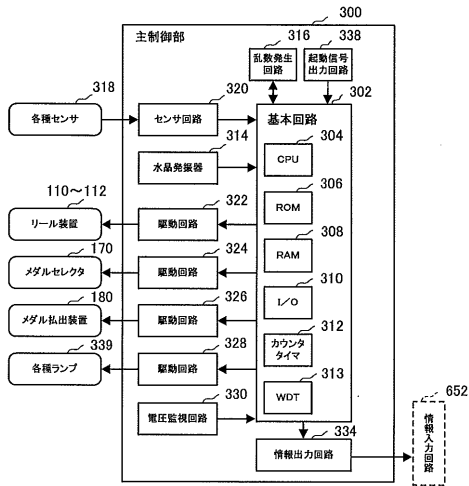 300
主制御部
316
338
乱数発生
回路
起動信号
出力回路
318
320
302
各種センサ
センサ回路
基本回路
314
304
水晶発振器
CPU
110～112
322
306
リール装置
駆動回路
ROM
170
324
308
メダルセレクタ
駆動回路
RAM
180
326
310
メダル払出装置
駆動回路
I/O
339
328
312
各種ランプ
駆動回路
カウンタ
タイマ
330
313
電圧監視回路
WDT
334
652
情報出力回路
情報入力回路